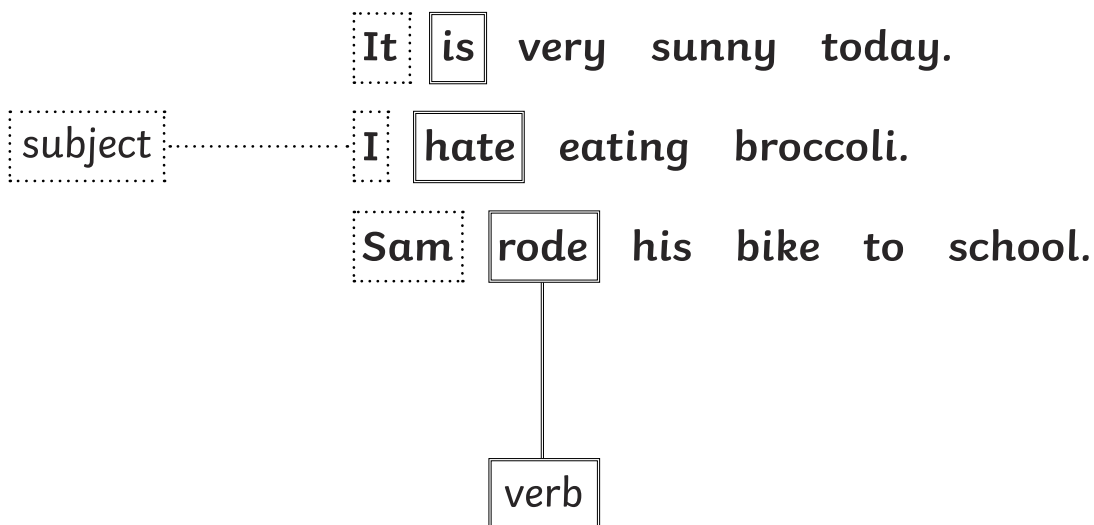 It is very sunny today.
subject
I hate eating broccoli.
Sam rode his bike to school.
verb